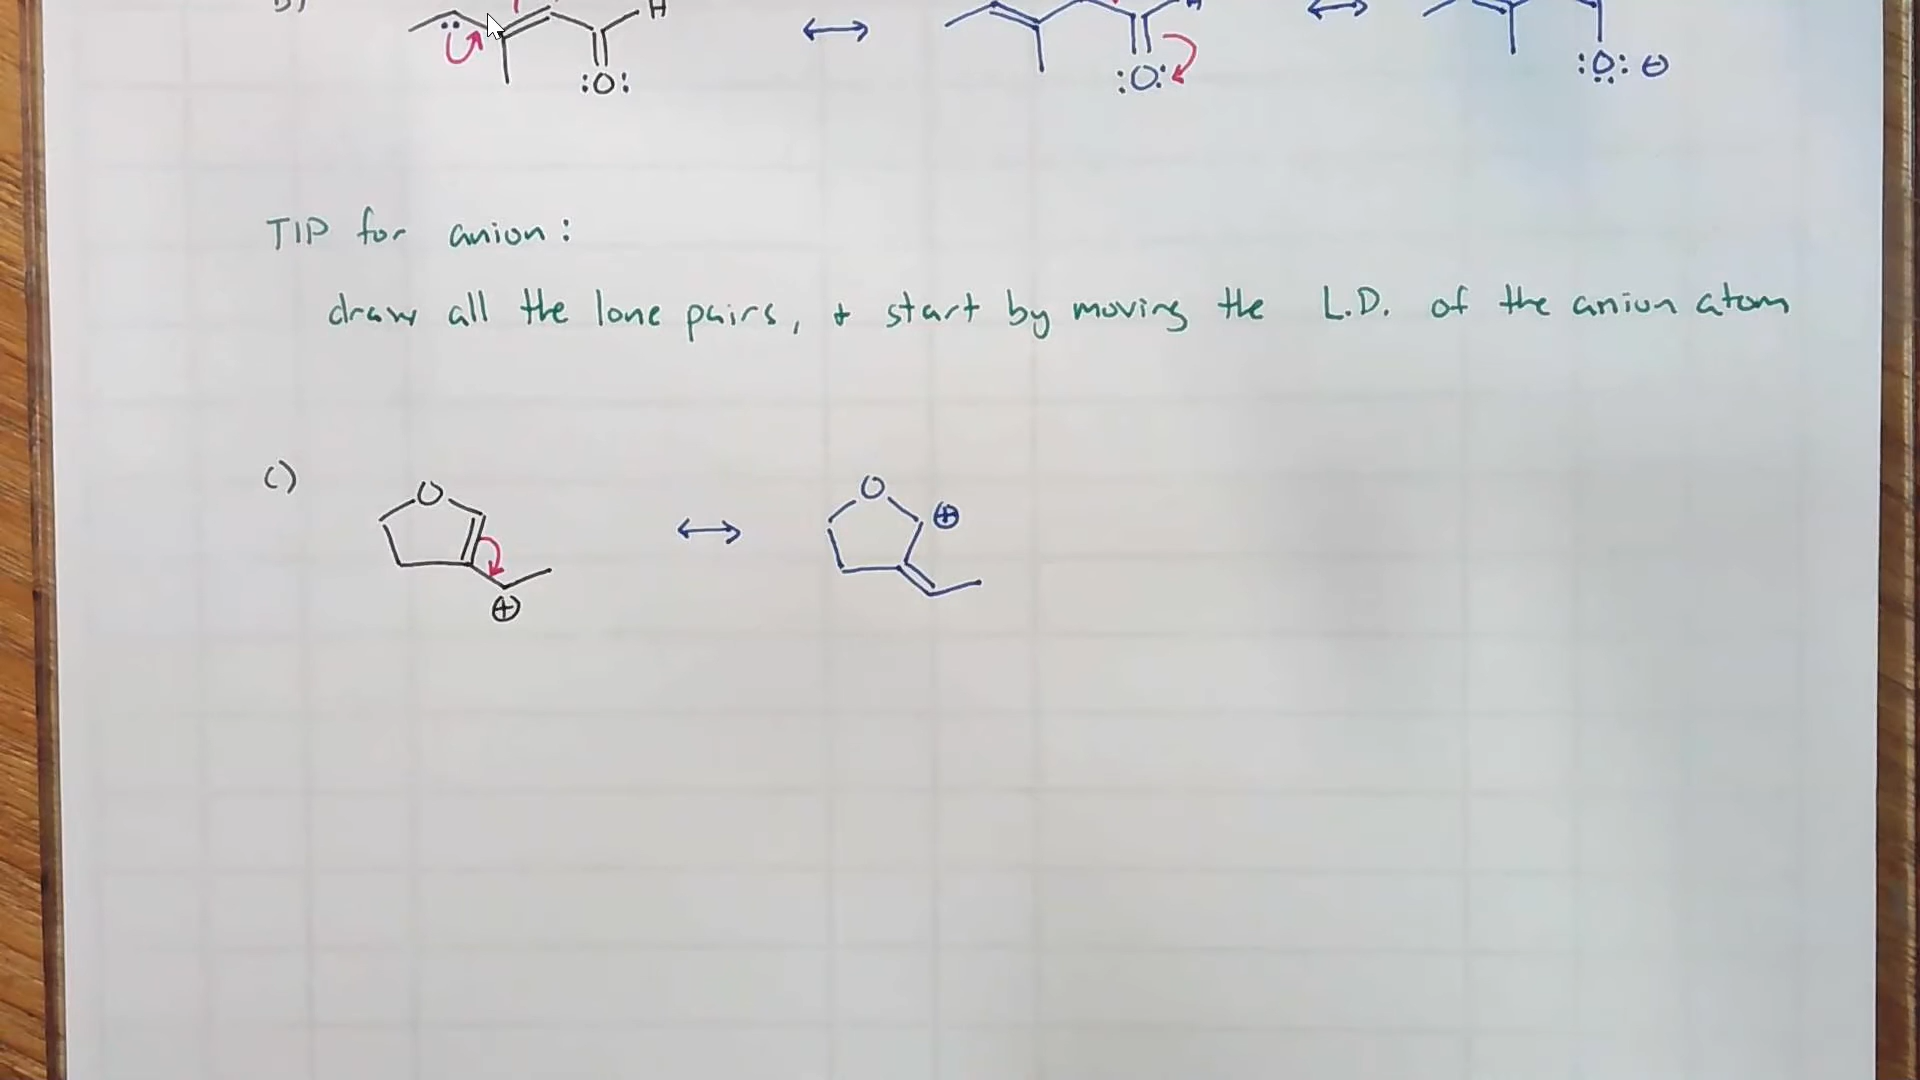 b)
H
:O:
H
:O:
:O: ⊖
TIP for anion :
draw all the lone pairs, + start by moving the L.D. of the anion atom
c)
O
⊕
O
⊕